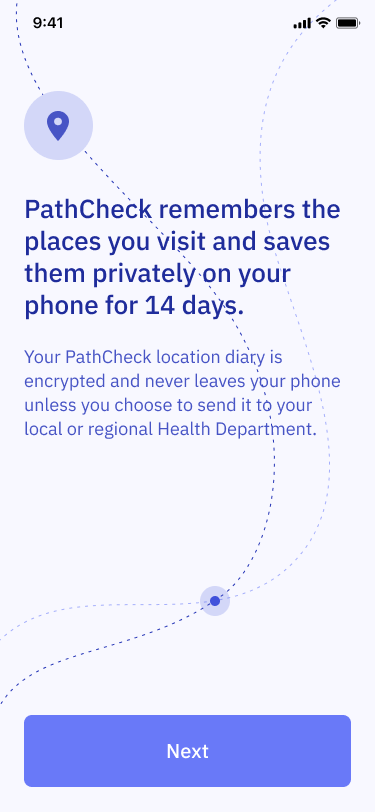 9:41
PathCheck remembers the
places you visit and saves
them privately on your
phone for 14 days.
Your PathCheck location diary is
encrypted and never leaves your phone
unless you choose to send it to your
local or regional Health Department.
Next